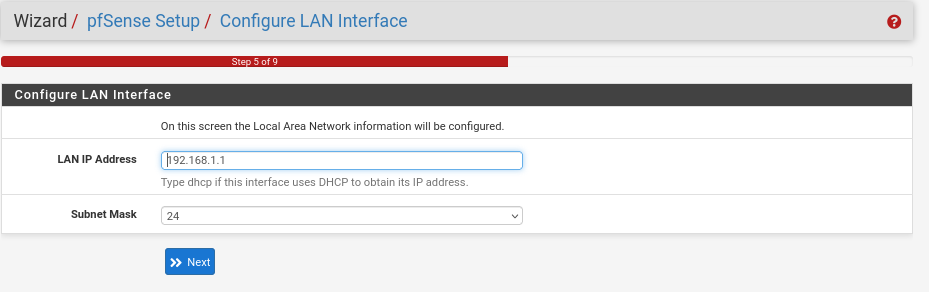 Wizard / pfSense Setup / Configure LAN Interface
Step 5 of 9
Configure LAN Interface
On this screen the Local Area Network information will be configured.
LAN IP Address 192.168.1.1
Type dhcp if this interface uses DHCP to obtain its IP address.
Subnet Mask 24
Next